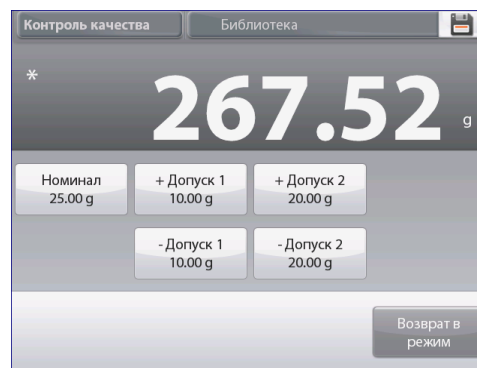 Контроль качества
Библиотека
*
267.52 g
Номинал
25.00 g
+ Допуск 1
10.00 g
+ Допуск 2
20.00 g
- Допуск 1
10.00 g
- Допуск 2
20.00 g
Возврат в
режим